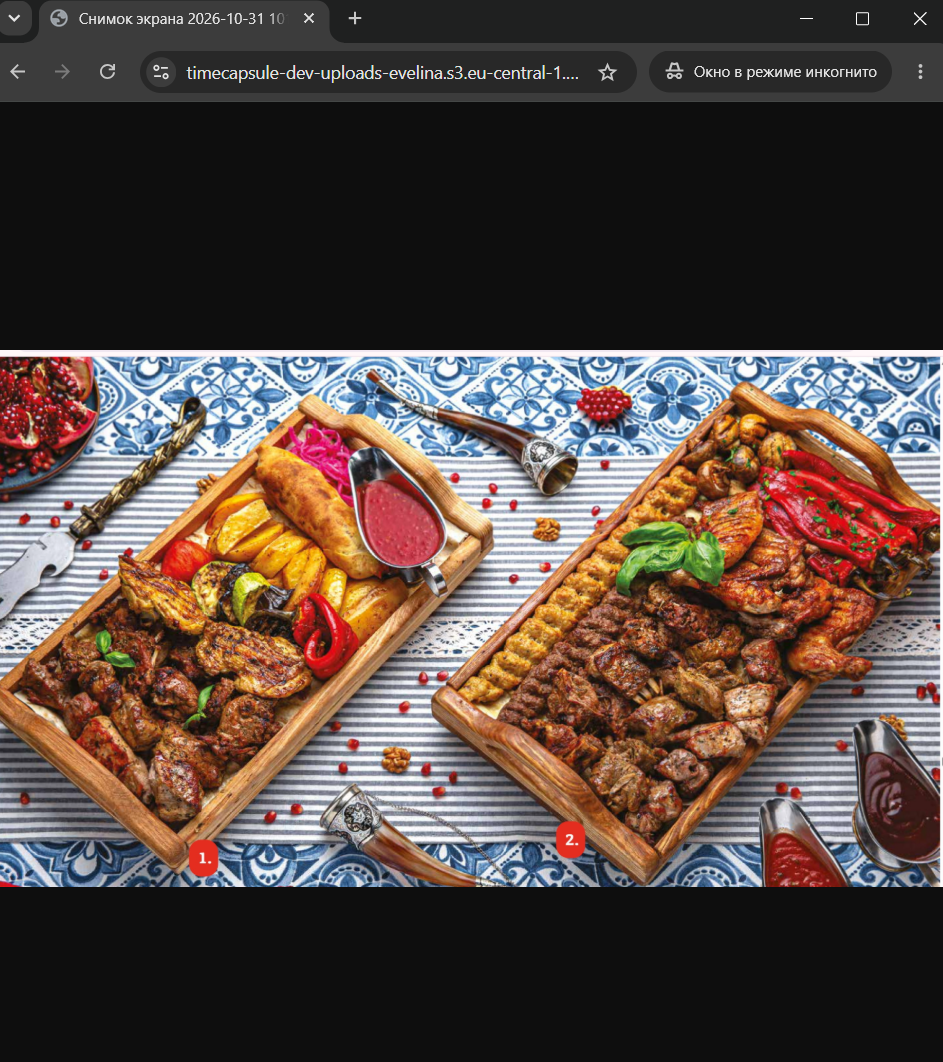 Снимок экрана 2026-10-31 10
timecapsule-dev-uploads-evelina.s3.eu-central-1....
Окно в режиме инкогнито
1.
2.